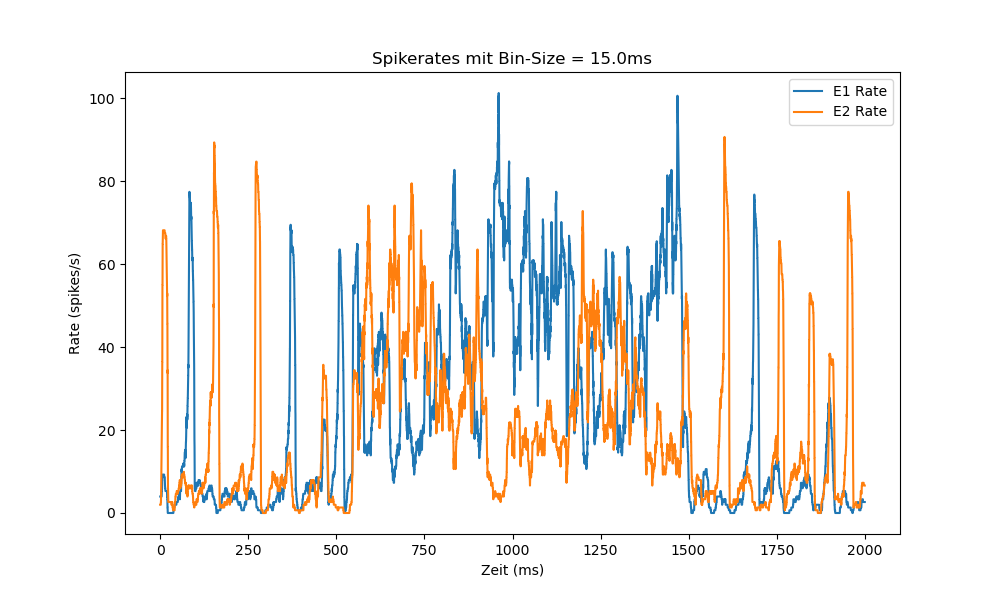 Spikerates mit Bin-Size = 15.0ms
E1 Rate
E2 Rate
100
80
60
40
20
0
Rate (spikes/s)
0 250 500 750 1000 1250 1500 1750 2000
Zeit (ms)